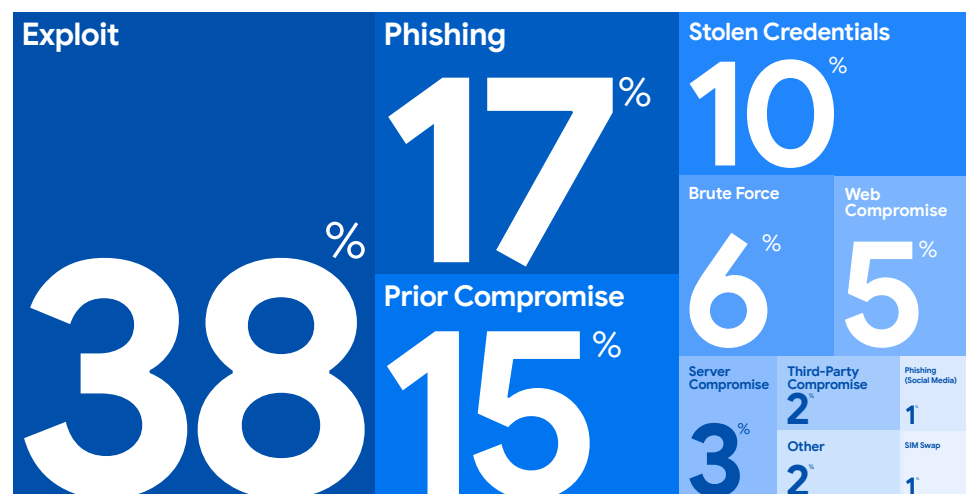 Exploit
38%
Phishing
17%
Prior Compromise
15%
Stolen Credentials
10%
Brute Force
6%
Web
Compromise
5%
Server
Compromise
3%
Third-Party
Compromise
2%
Other
2%
Phishing
(Social Media)
1%
SIM Swap
1%